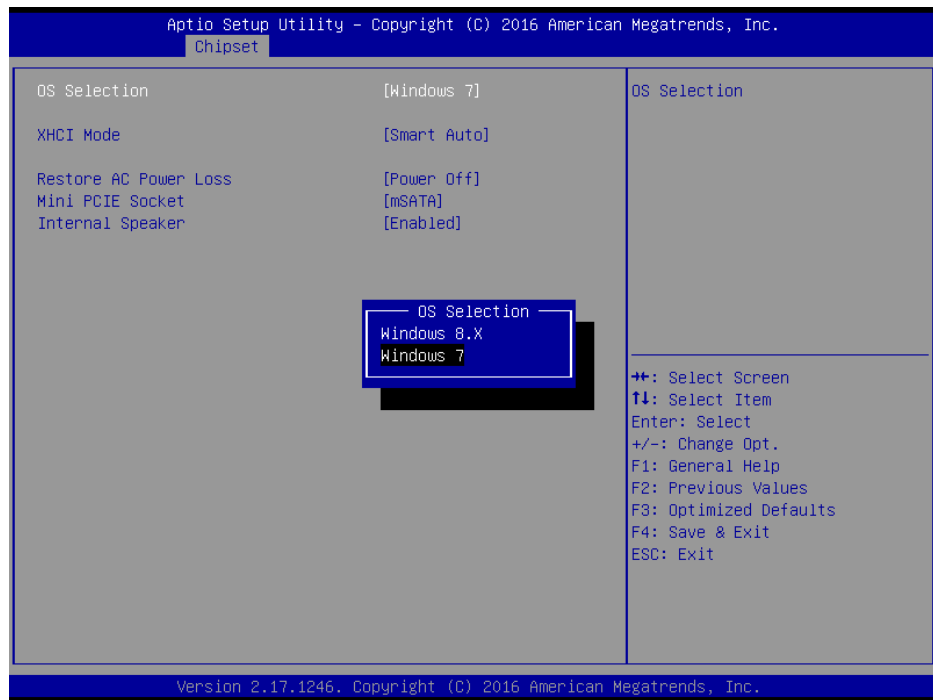 Aptio Setup Utility – Copyright (C) 2016 American Megatrends, Inc.
Chipset
OS Selection [Windows 7]
XHCI Mode [Smart Auto]
Restore AC Power Loss [Power Off]
Mini PCIE Socket [mSATA]
Internal Speaker [Enabled]
OS Selection
Windows 8.X
Windows 7
OS Selection
→←: Select Screen
↑↓: Select Item
Enter: Select
+/-: Change Opt.
F1: General Help
F2: Previous Values
F3: Optimized Defaults
F4: Save & Exit
ESC: Exit
Version 2.17.1246. Copyright (C) 2016 American Megatrends, Inc.